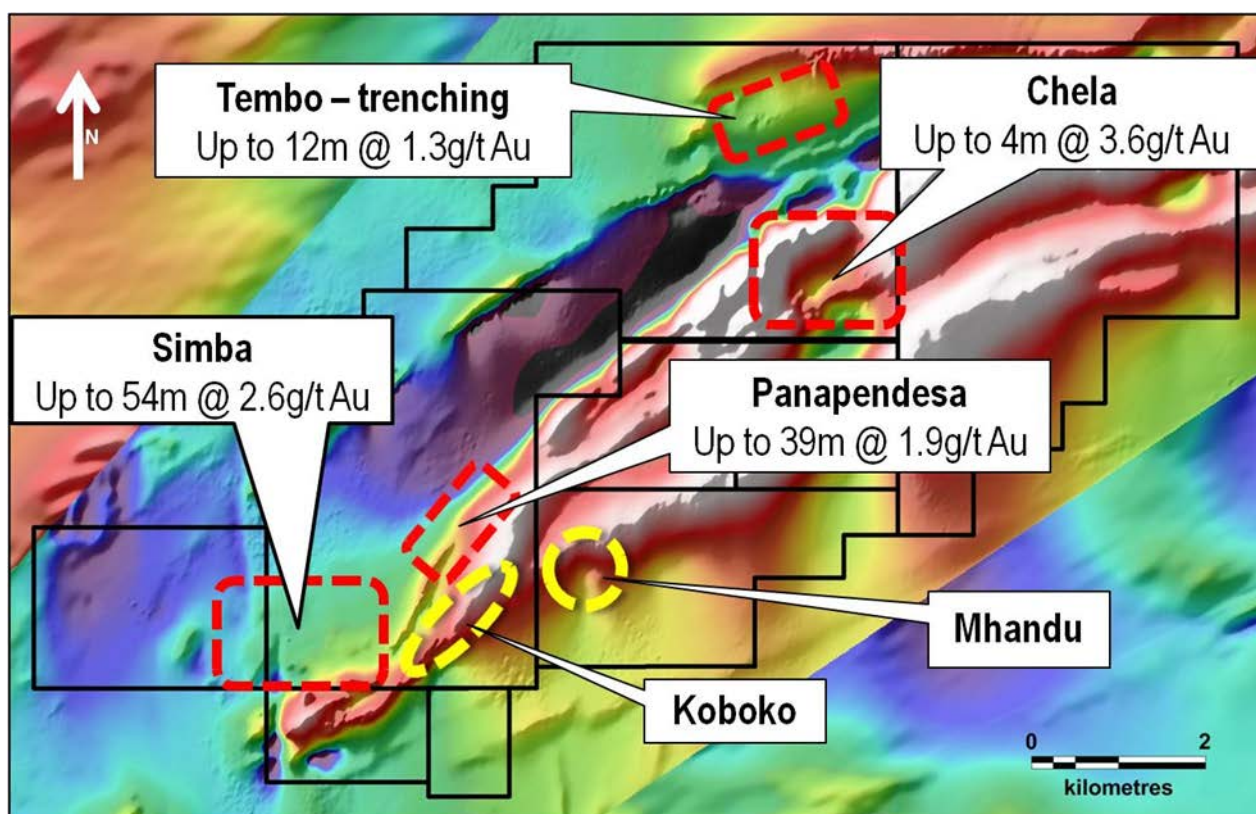 N
Tembo – trenching
Up to 12m @ 1.3g/t Au
Chela
Up to 4m @ 3.6g/t Au
Simba
Up to 54m @ 2.6g/t Au
Panapendesa
Up to 39m @ 1.9g/t Au
Mhandu
Koboko
0 2
kilometres